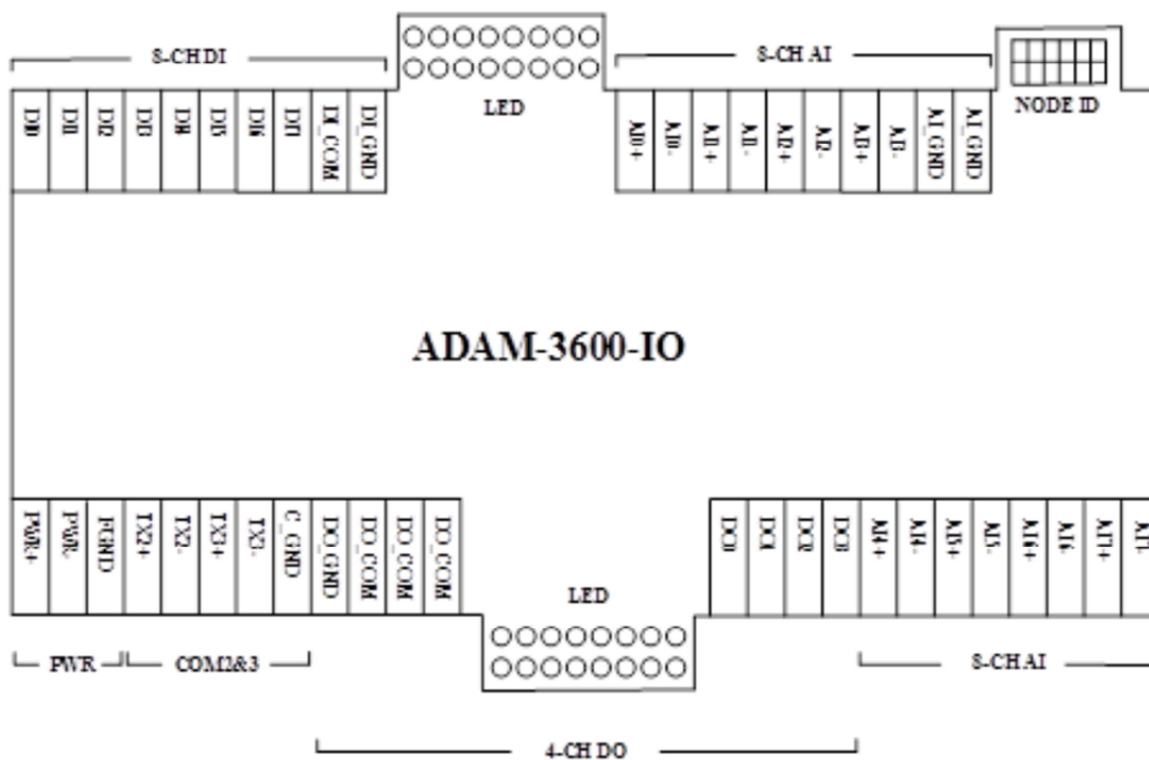 8-CH DI
8-CH AI
LED
NODE ID
DI0 DI1 DI2 DI3 DI4 DI5 DI6 DI7 DI_COM DI_GND
AI0+ AI0- AI1+ AI1- AI2+ AI2- AI3+ AI3- AI_GND AI_GND
ADAM-3600-IO
PWR+ PWR- FGND TX2+ TX2- TX3+ TX3- C_GND DO_GND DO_COM DO_COM DO_COM
DO0 DO1 DO2 DO3 AI4+ AI4- AI5+ AI5- AI6+ AI6- AI7+ AI7-
LED
PWR
COM2&3
8-CH AI
4-CH DO